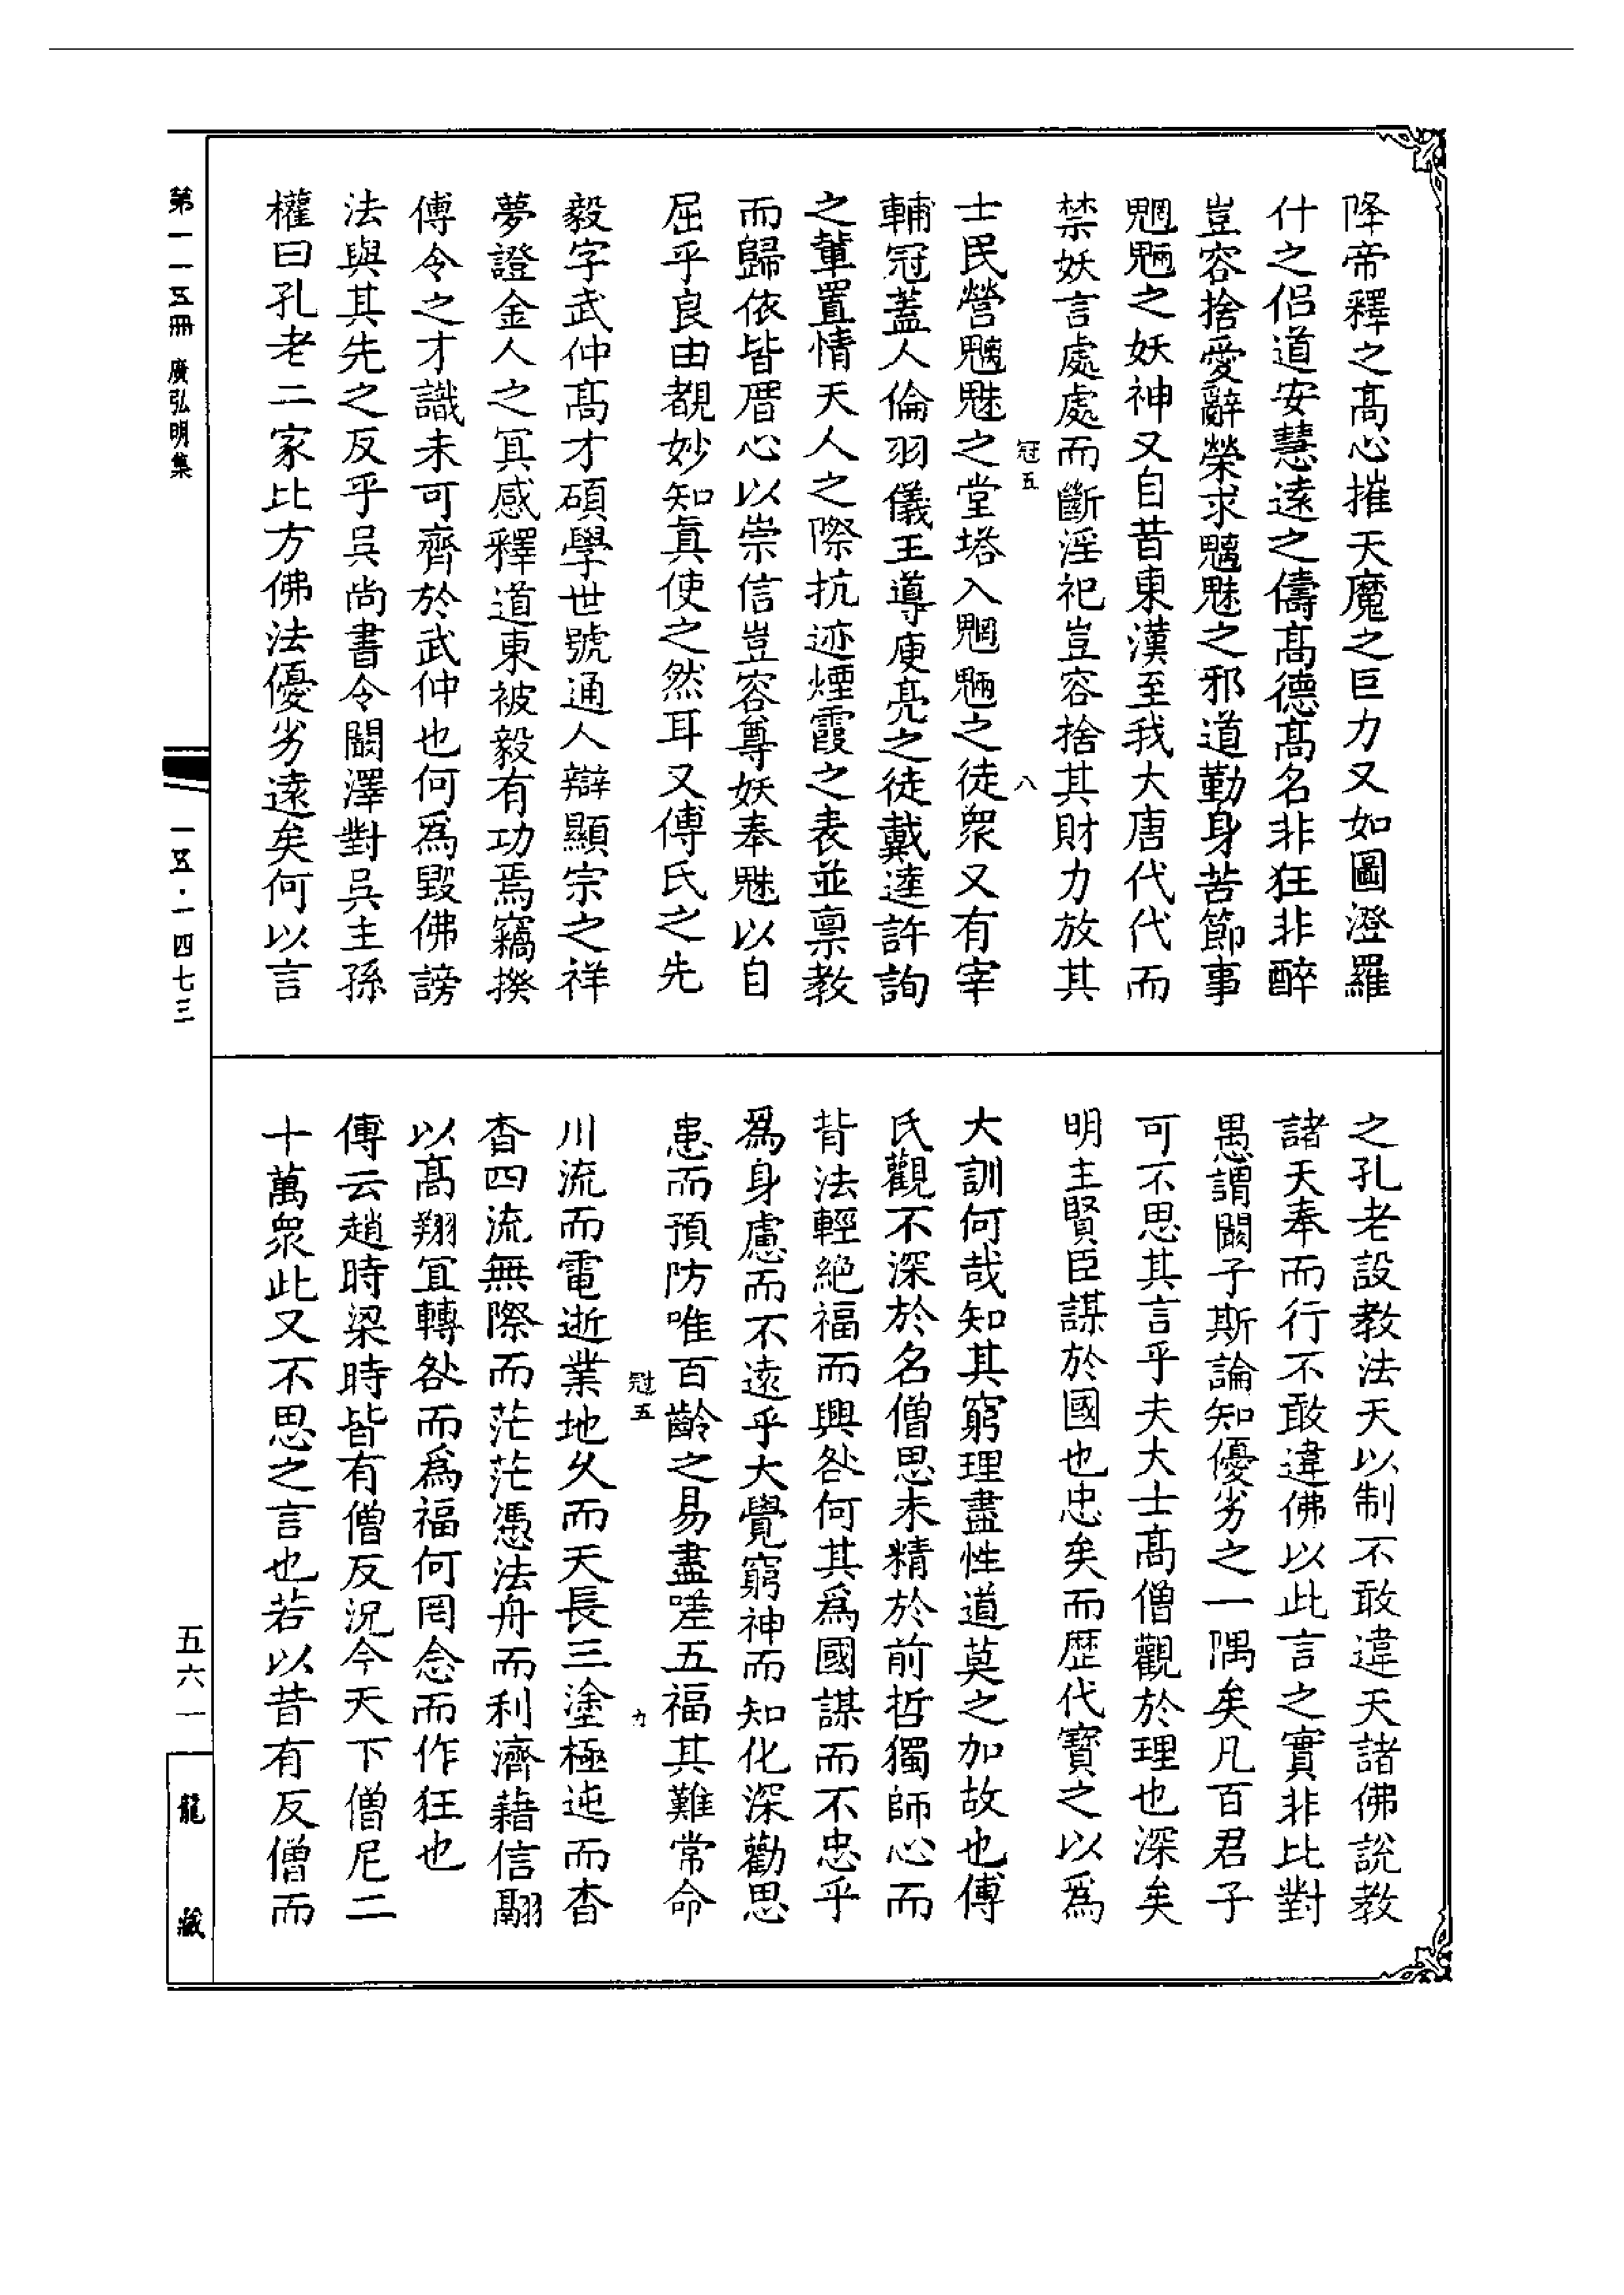 降帝釋之髙心摧天魔之巨力又如圖澄羅
什之侣道安慧遠之儔髙德髙名非狂非醉
豈容捨愛辭榮求魑魅之邪道勤身苦節事
魍魎之妖神又自昔東漢至我大唐代代而
禁妖言處處而斷淫祀豈容捨其財力放其
冠五 八
士民營魑魅之堂塔入魍魎之徒衆又有宰
輔冠蓋人倫羽儀王導庾亮之徒戴逵許詢
之輩置情天人之際抗迹煙霞之表並禀教
而歸依皆厝心以崇信豈容尊妖奉魅以自
屈乎良由覩妙知真使之然耳又傅氏之先
毅字武仲髙才碩學世號通人辯顯宗之祥
夢證金人之冥感釋道東被毅有功焉竊揆
傅令之才識未可齊於武仲也何為毀佛謗
法與其先之反乎吳尚書令闞澤對吳主孫
權曰孔老二家比方佛法優劣遠矣何以言
之孔老設教法天以制不敢違天諸佛說教
諸天奉而行不敢違佛以此言之實非比對
愚謂闞子斯論知優劣之一隅矣凡百君子
可不思其言乎夫大士髙僧觀於理也深矣
明主賢臣謀於國也忠矣而歷代寳之以爲
大訓何哉知其窮理盡性道莫之加故也傅
氏觀不深於名僧思未精於前哲獨師心而
背法輕絕福而興咎何其爲國謀而不忠乎
爲身慮而不遠乎大覺窮神而知化深勸思
患而預防唯百齡之易盡嗟五福其難常命
冠五 九
川流而電逝業地久而天長三塗極迍而杳
杳四流無際而茫茫憑法舟而利濟藉信翮
以髙翔宜轉咎而爲福何罔念而作狂也
傅云趙時梁時皆有僧反況今天下僧尼二
十萬衆此又不思之言也若以昔有反僧而
第一一五冊 廣弘明集
一五·一四七三
五六一
龍藏